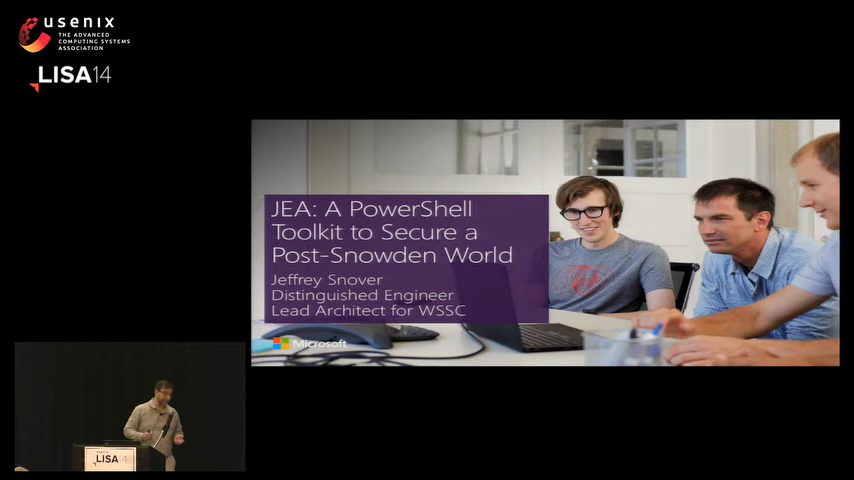 usenix
THE ADVANCED
COMPUTING SYSTEMS
ASSOCIATION
LISA14
JEA: A PowerShell
Toolkit to Secure a
Post-Snowden World
Jeffrey Snover
Distinguished Engineer
Lead Architect for WSSC
Microsoft
LISA14